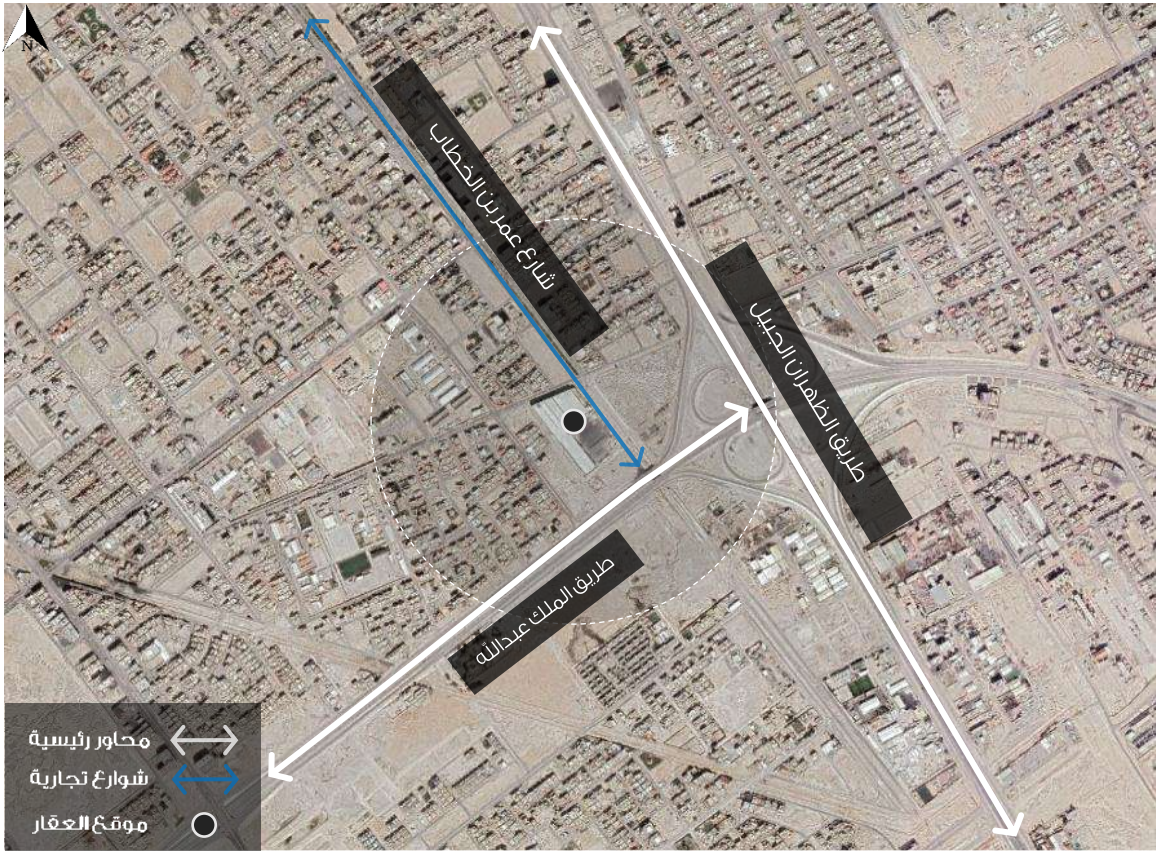 N
شارع عمر بن الخطاب
طريق الظهران الجبيل
طريق الملك عبدالله
محاور رئيسية
شوارع تجارية
موقع العقار